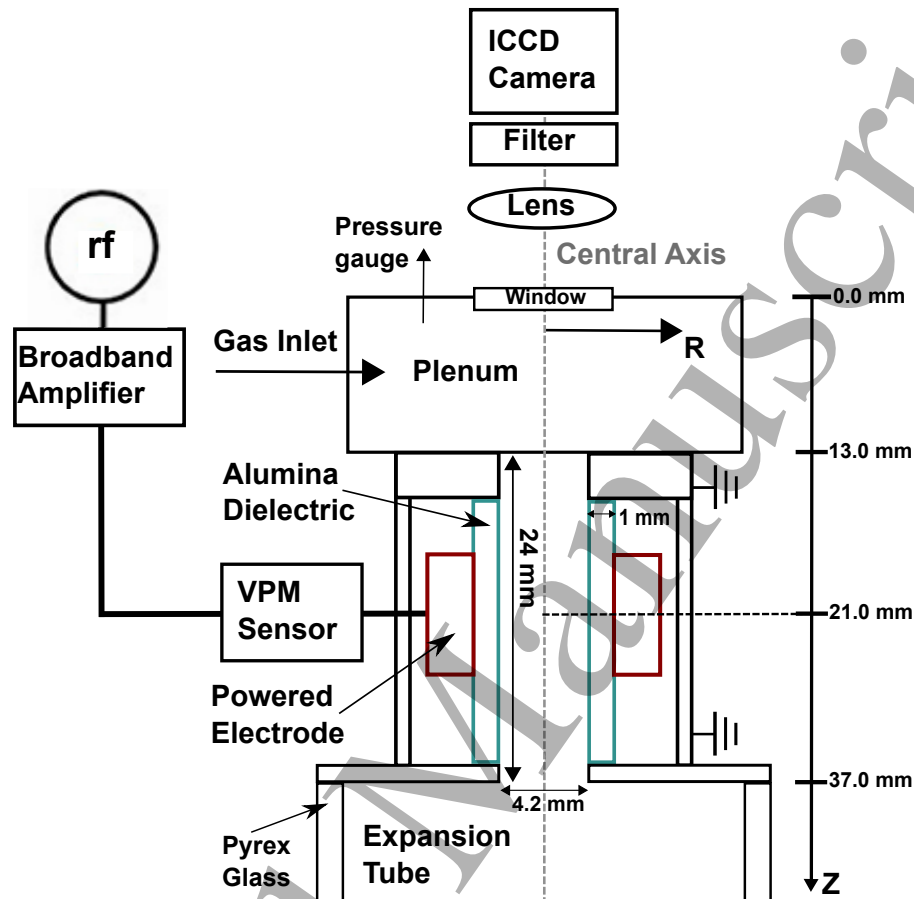 ICCD
Camera
Filter
Lens
Pressure
gauge
Central Axis
rf
Window
0.0 mm
Broadband
Amplifier
Gas Inlet
R
Plenum
13.0 mm
Alumina
Dielectric
1 mm
24 mm
VPM
Sensor
21.0 mm
Powered
Electrode
37.0 mm
4.2 mm
Pyrex
Glass
Expansion
Tube
Z
Manuscri